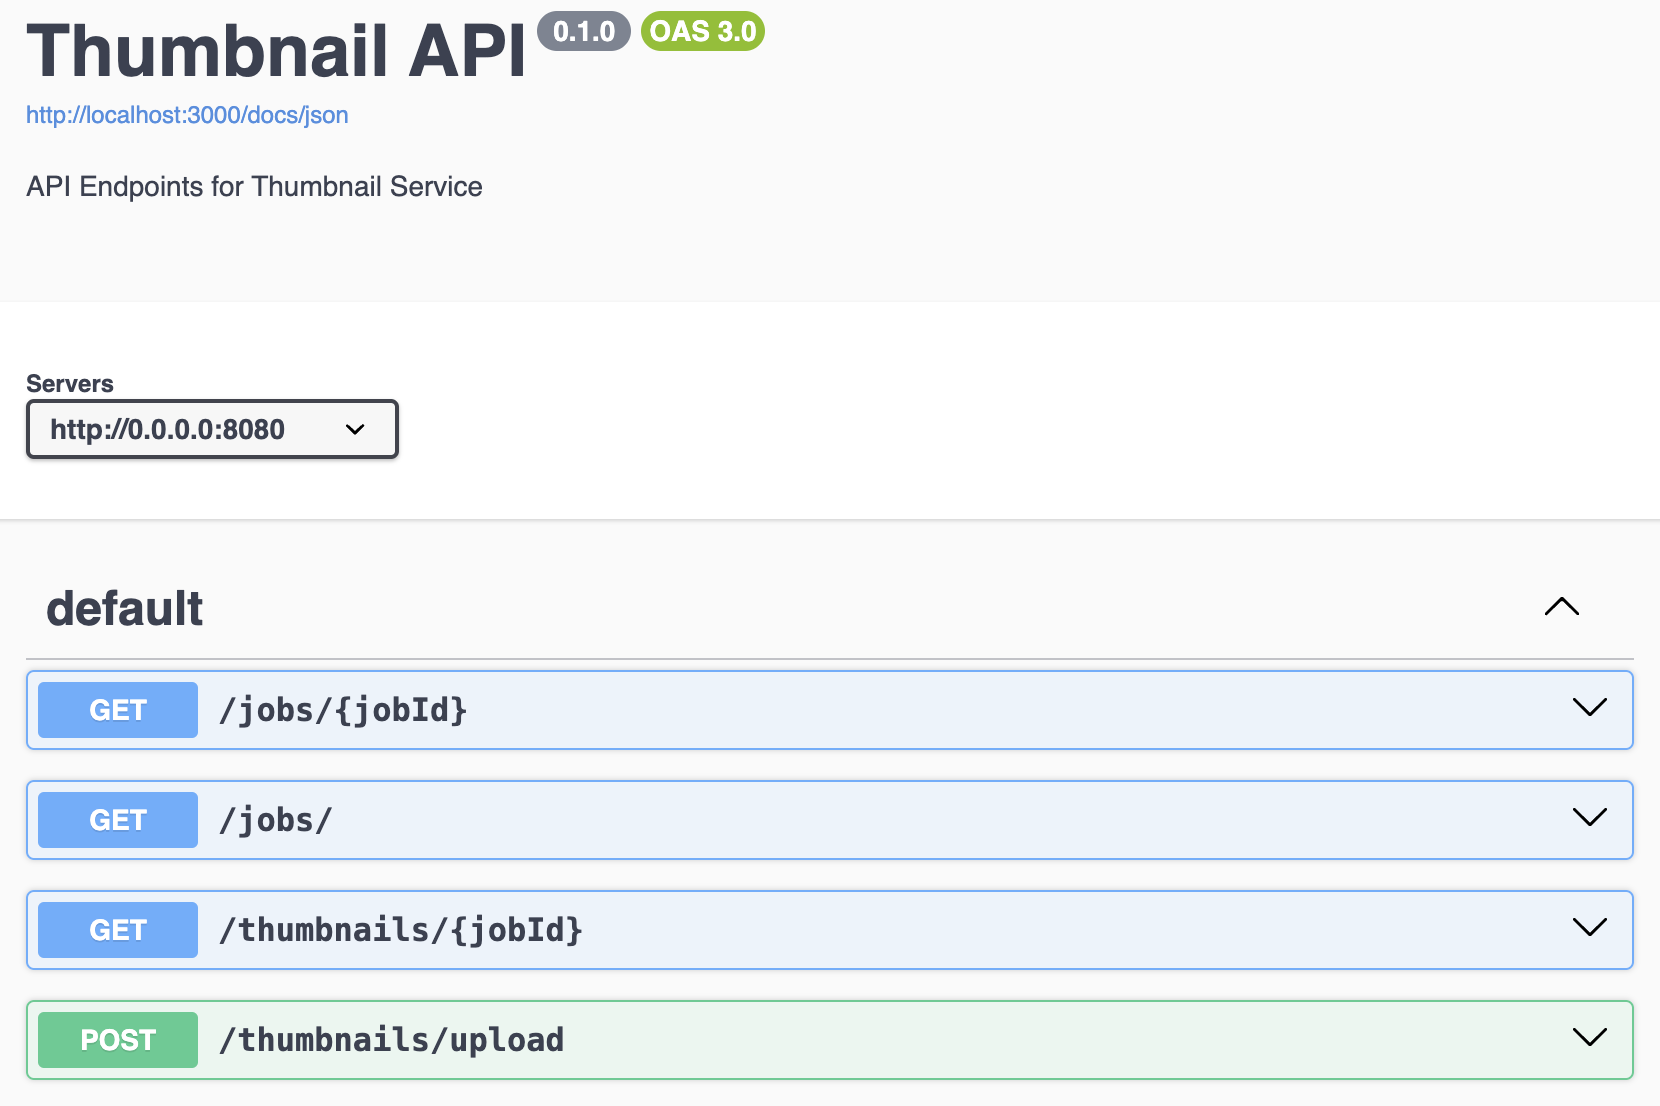 Thumbnail API 0.1.0 OAS 3.0
http://localhost:3000/docs/json
API Endpoints for Thumbnail Service
Servers
http://0.0.0.0:8080
default
GET /jobs/{jobId}
GET /jobs/
GET /thumbnails/{jobId}
POST /thumbnails/upload